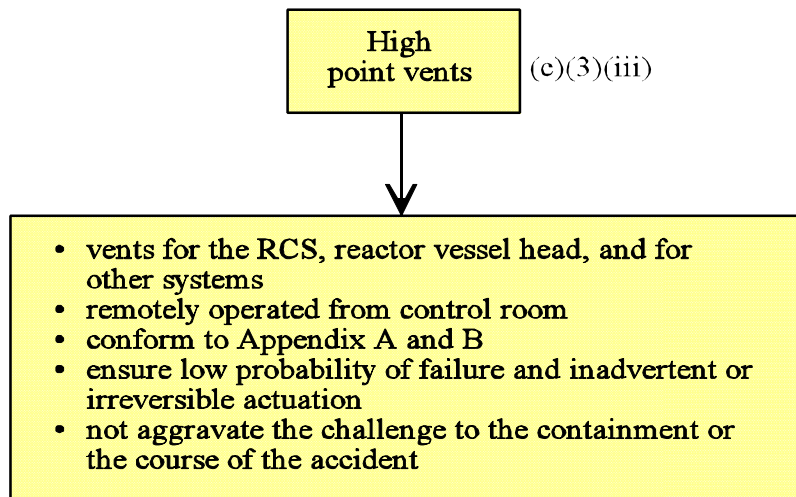 High
point vents
(c)(3)(iii)
• vents for the RCS, reactor vessel head, and for
other systems
• remotely operated from control room
• conform to Appendix A and B
• ensure low probability of failure and inadvertent or
irreversible actuation
• not aggravate the challenge to the containment or
the course of the accident